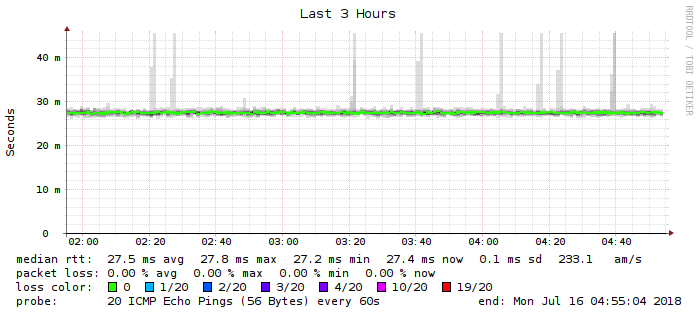 Last 3 Hours
RRDTOOL / TOBI OETIKER
Seconds
40 m
30 m
20 m
10 m
0
02:00 02:20 02:40 03:00 03:20 03:40 04:00 04:20 04:40
median rtt: 27.5 ms avg 27.8 ms max 27.2 ms min 27.4 ms now 0.1 ms sd 233.1 am/s
packet loss: 0.00 % avg 0.00 % max 0.00 % min 0.00 % now
loss color: 0 1/20 2/20 3/20 4/20 10/20 19/20
probe: 20 ICMP Echo Pings (56 Bytes) every 60s end: Mon Jul 16 04:55:04 2018